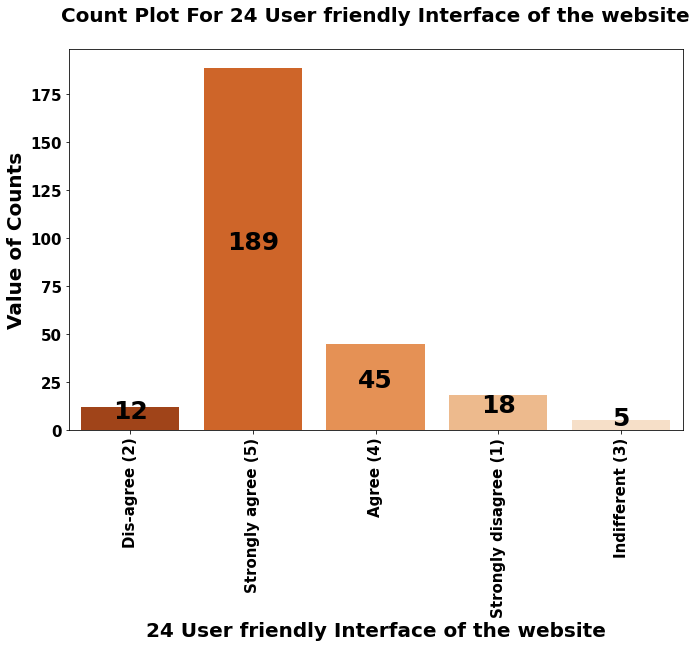 Count Plot For 24 User friendly Interface of the website
Value of Counts
175
150
125
100
75
50
25
0
12
189
45
18
5
Dis-agree (2)
Strongly agree (5)
Agree (4)
Strongly disagree (1)
Indifferent (3)
24 User friendly Interface of the website